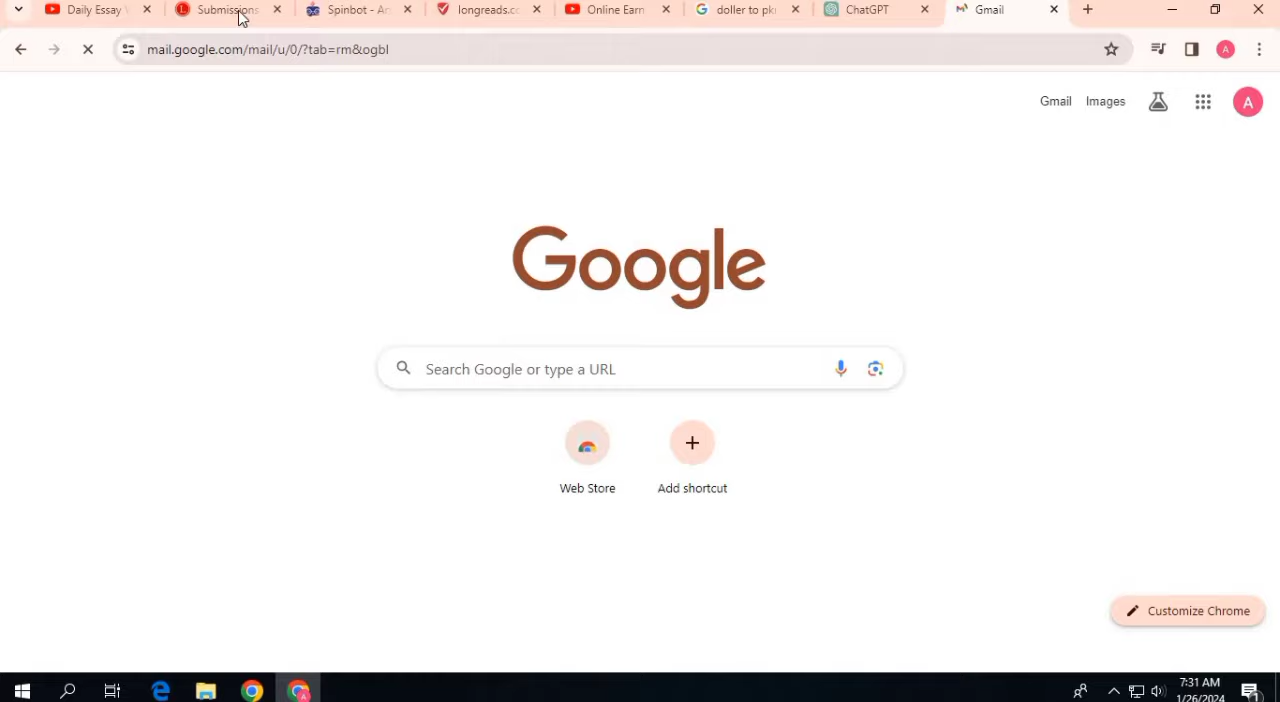 Daily Essay W
Submissions
Spinbot - Ar
longreads.co
Online Earn
doller to pkr
ChatGPT
Gmail
mail.google.com/mail/u/0/?tab=rm&ogbl
A
Gmail
Images
A
Google
Search Google or type a URL
Web Store
Add shortcut
Customize Chrome
7:31 AM
1/26/2024